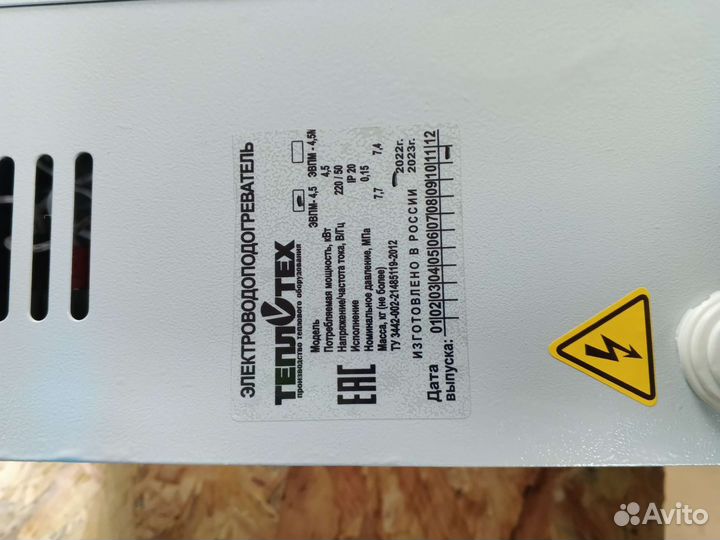 ЭЛЕКТРОВОДОПОДОГРЕВАТЕЛЬ
ТЕПЛОТЕХ
производство теплового оборудования
Модель ЭВПМ- 4,5 ЭВПМ - 4,5N
Потребляемая мощность, кВт 4,5
Напряжение/частота тока, В/Гц 220 / 50
Исполнение IP 20
Номинальное давление, МПа 0,15
Масса, кг (не более) 7,7 7,4
ТУ 3442-002-21485119-2012
EAC
ИЗГОТОВЛЕНО В РОССИИ 2022г. 2023г.
Дата выпуска: 01 02 03 04 05 06 07 08 09 10 11 12
Avito